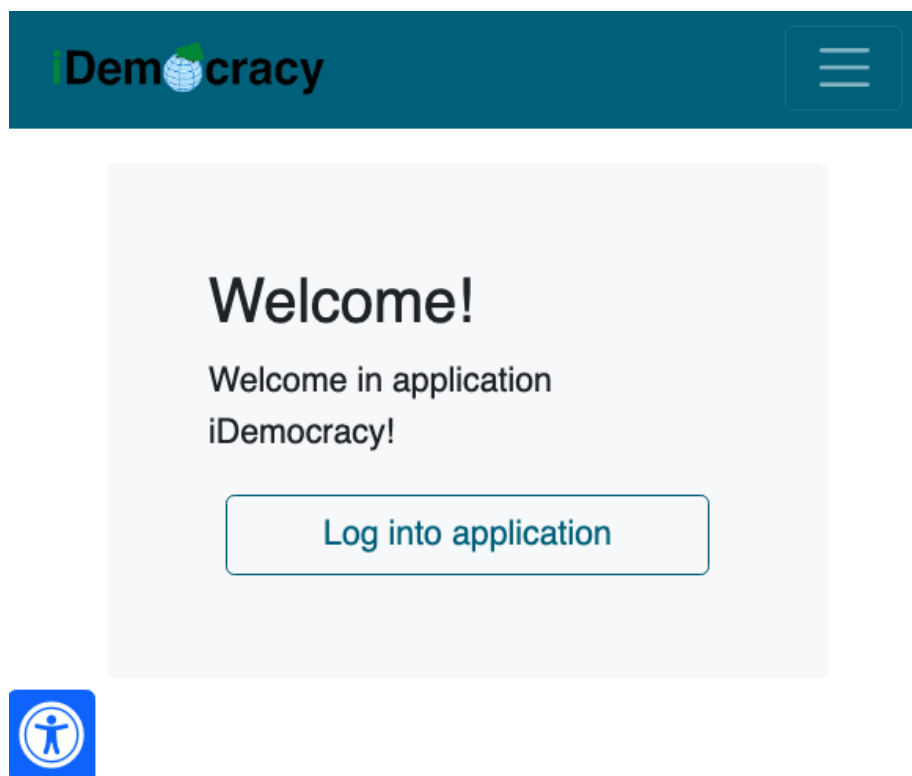 iDemocracy
Welcome!
Welcome in application
iDemocracy!
Log into application